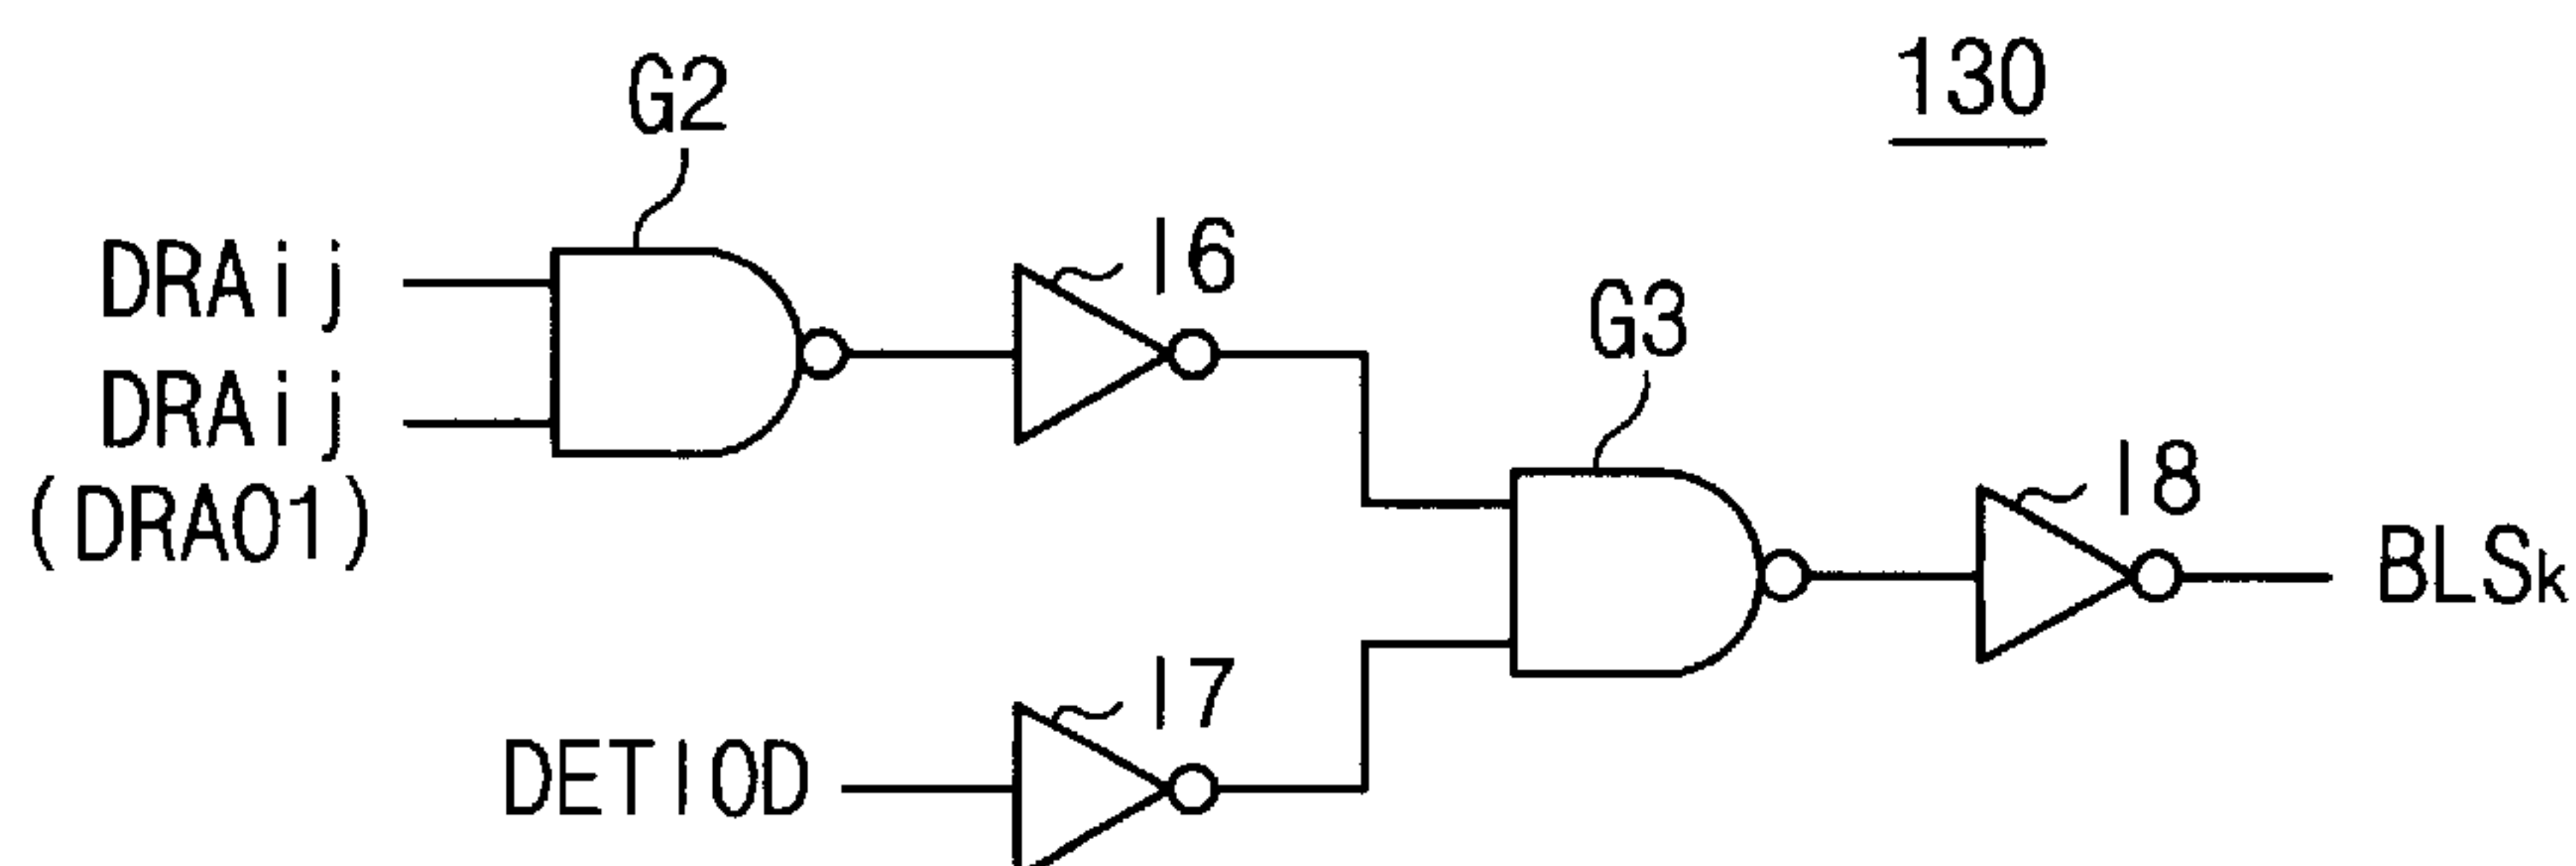 G2
130
DRAij
I6
G3
DRAij
(DRA01)
I8
BLSk
I7
DETIOD